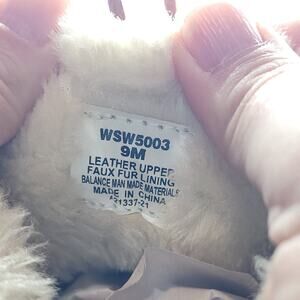 WSW5003
9M
LEATHER UPPER
FAUX FUR LINING
BALANCE MAN MADE MATERIALS
MADE IN CHINA